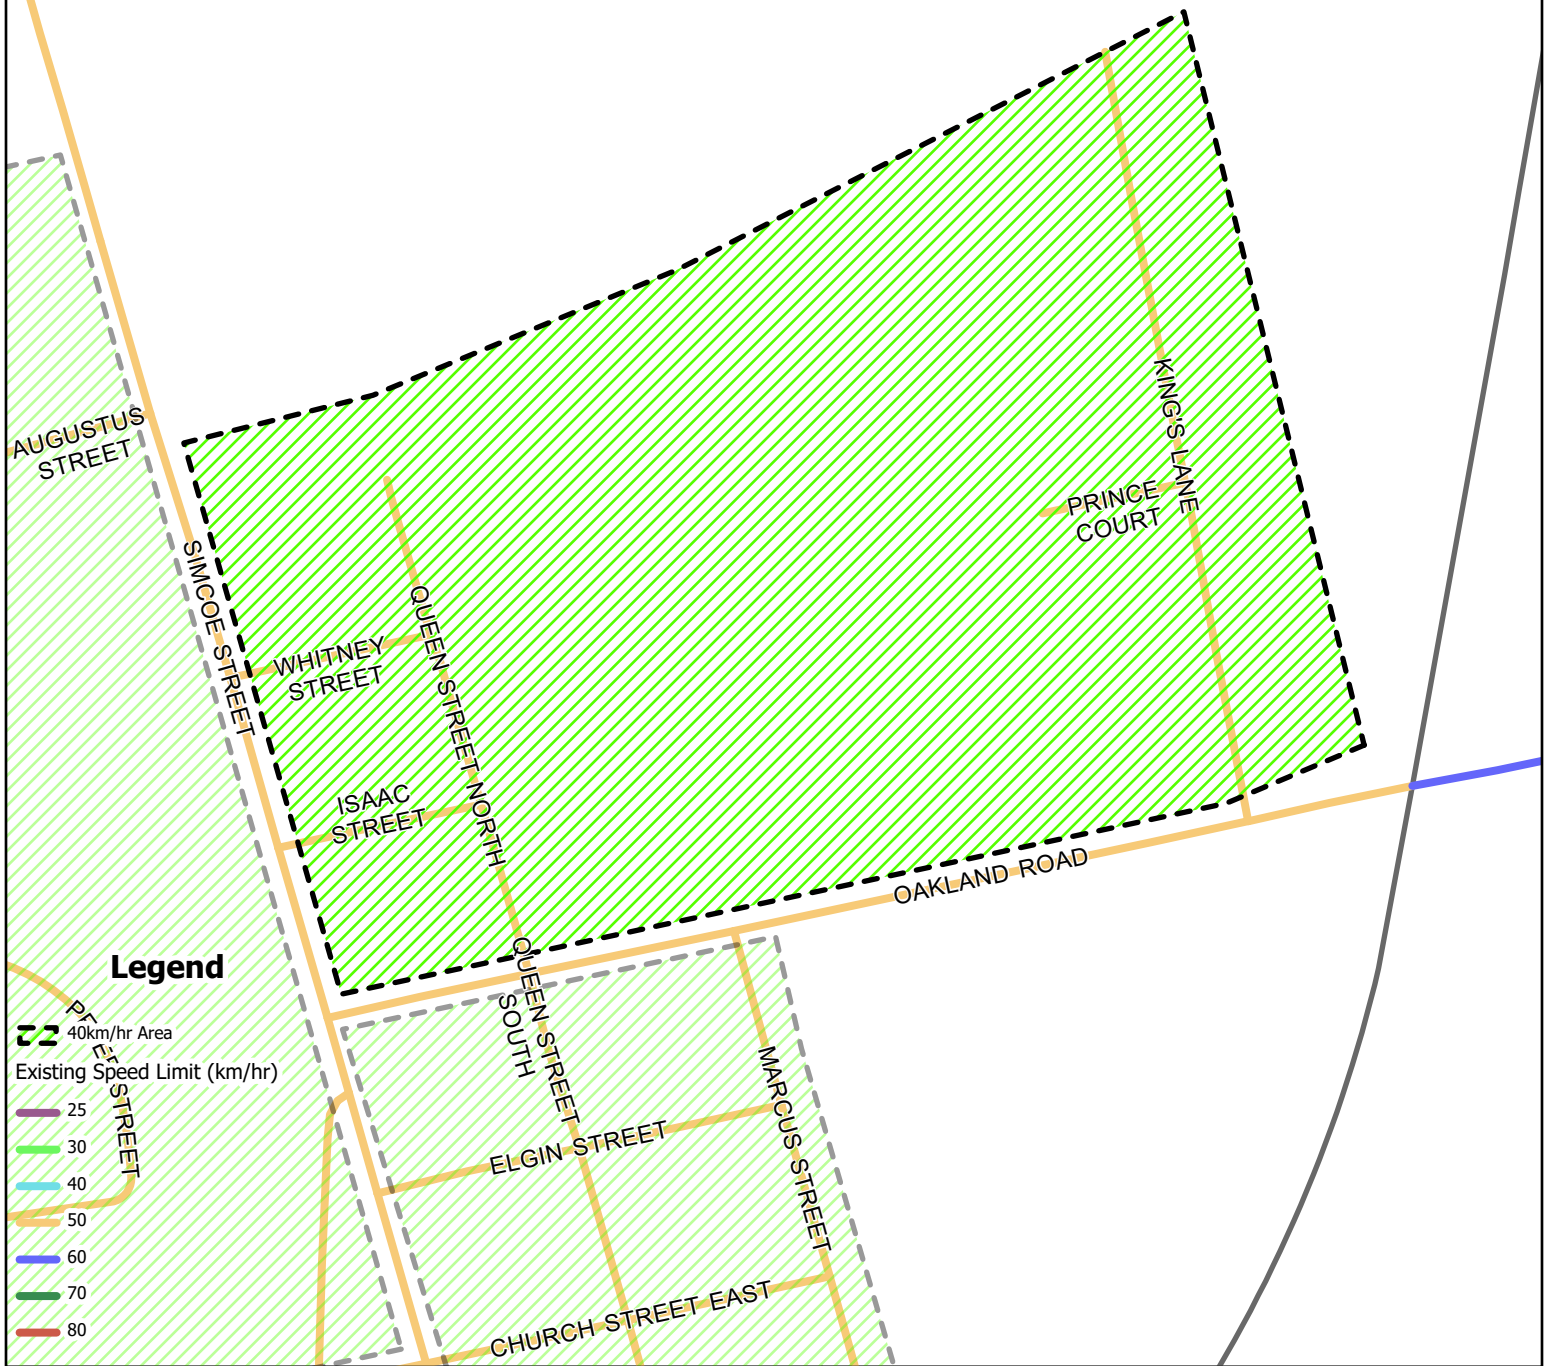 AUGUSTUS
STREET
SIMCOE STREET
WHITNEY
STREET
QUEEN STREET NORTH
ISAAC
STREET
KING'S LANE
PRINCE
COURT
OAKLAND ROAD
QUEEN STREET
SOUTH
MARCUS STREET
ELGIN STREET
CHURCH STREET EAST
STREET
Legend
40km/hr Area
Existing Speed Limit (km/hr)
25
30
40
50
60
70
80